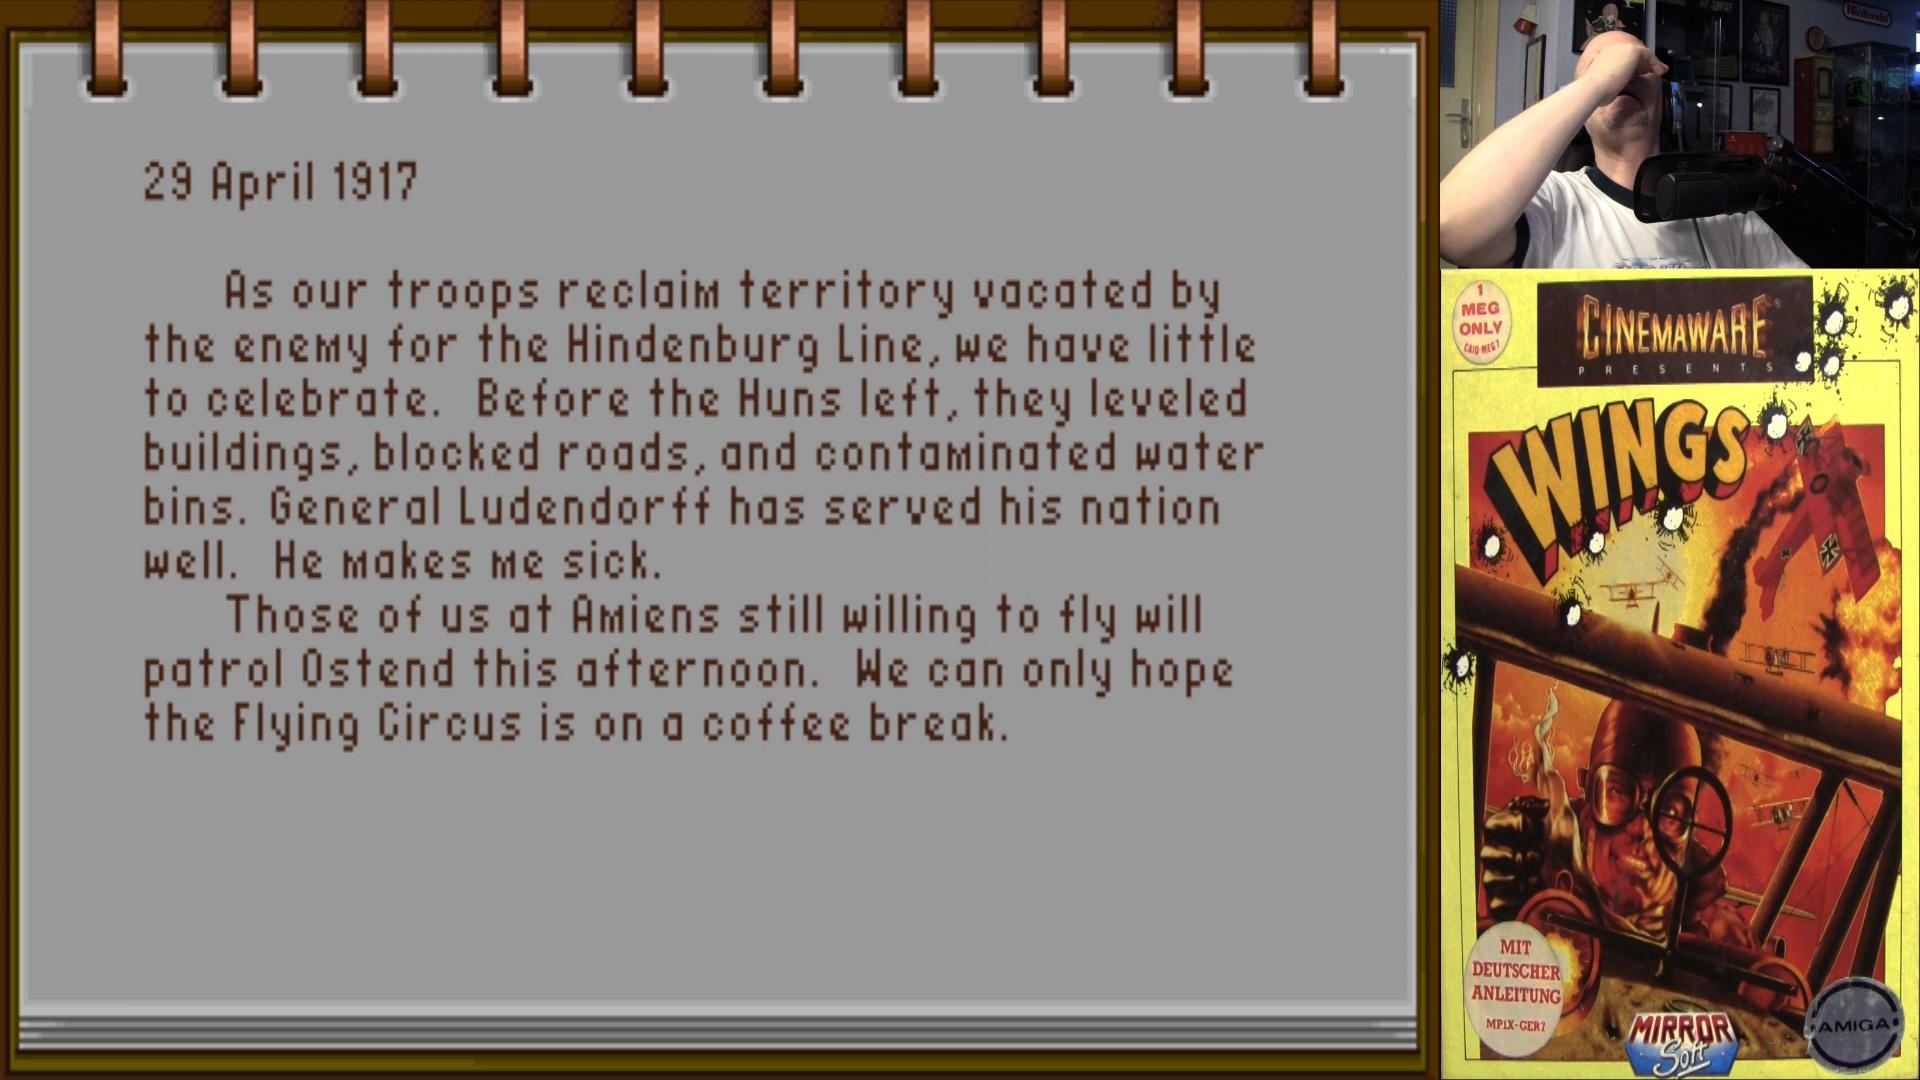 29 April 1917
As our troops reclaim territory vacated by
the enemy for the Hindenburg Line, we have little
to celebrate. Before the Huns left, they leveled
buildings, blocked roads, and contaminated water
bins. General Ludendorff has served his nation
well. He makes me sick.
Those of us at Amiens still willing to fly will
patrol Ostend this afternoon. We can only hope
the Flying Circus is on a coffee break.
Nintendo
1
MEG
ONLY
CINEMAWARE
PRESENTS
WINGS
MIT
DEUTSCHER
ANLEITUNG
MPIX-GER7
MIRROR
Soft
AMIGA